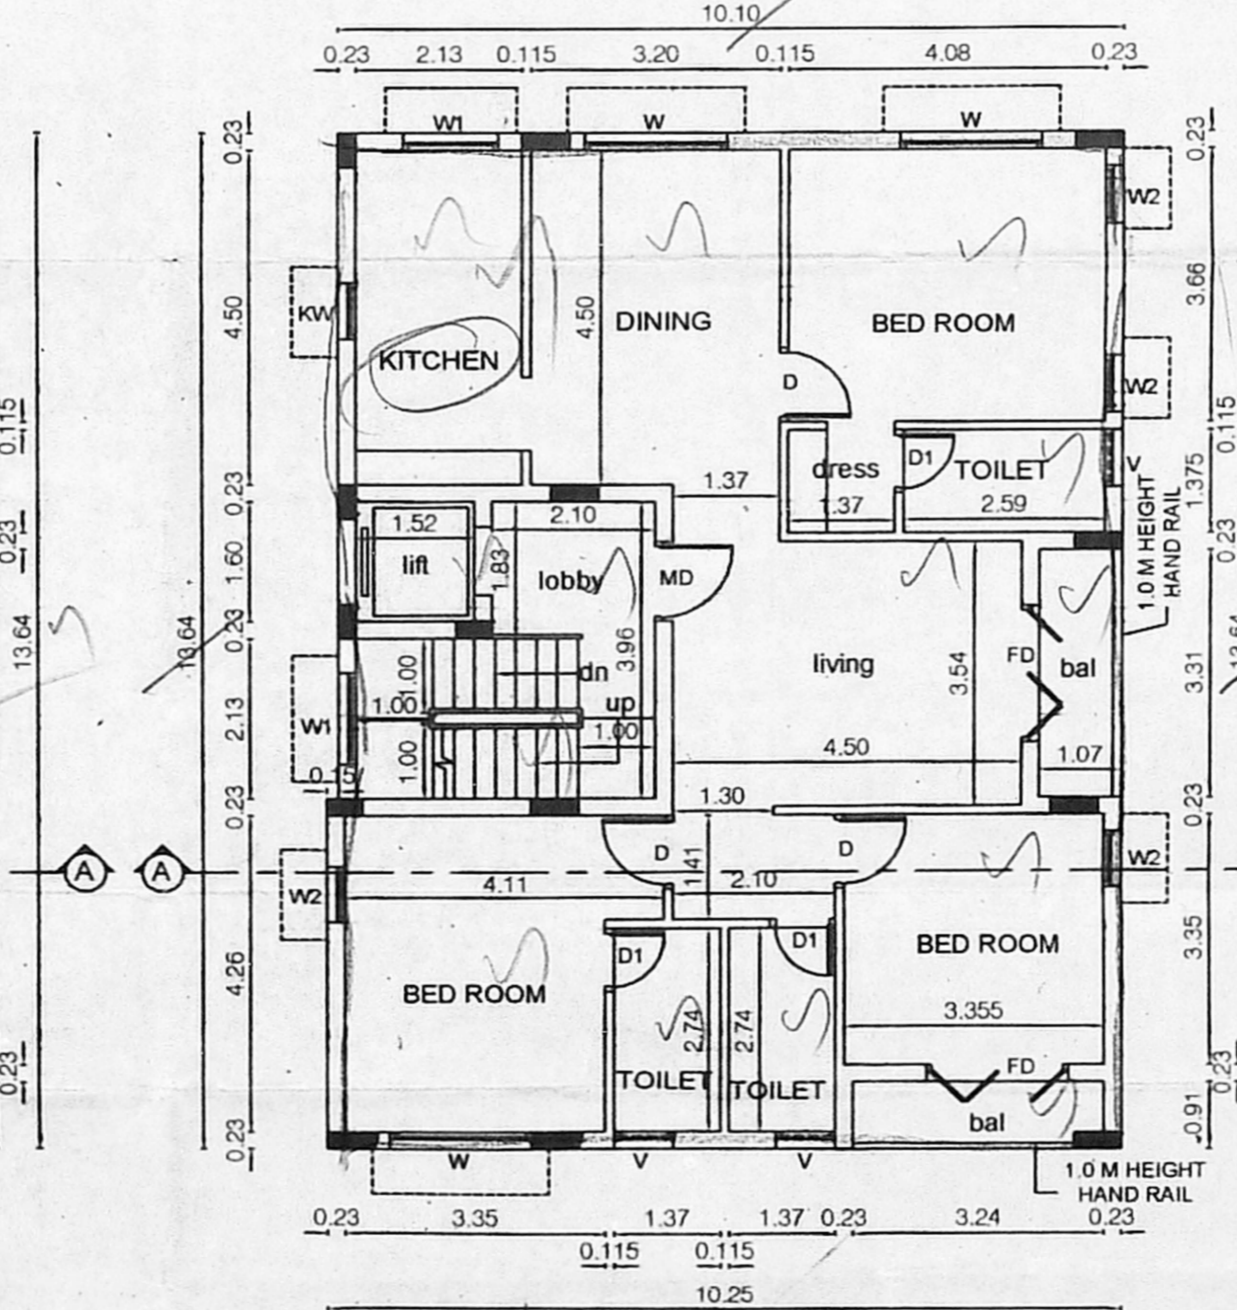 10.10
0.23 2.13 0.115 3.20 0.115 4.08 0.23
W1 W W
0.23 0.23
W2
KW 4.50 4.50 DINING BED ROOM 3.66
KITCHEN
D W2
0.115 0.115
dress D1 TOILET V
0.23 1.37 1.37 2.59 1.375
1.52 2.10
0.23 1.60 lift 1.83 lobby MD 0.23
1.0 M HEIGHT
HAND RAIL
13.64 13.64 0.23 3.96 living 3.54 FD bal 3.31 13.64
dn
1.00 1.00 up
W1 2.13 1.00 1.00 4.50 1.07
0.15
0.23 1.30 0.23
D 1.41 D W2
A A W2 4.11 2.10
4.26 BED ROOM D1 D1 BED ROOM 3.35
2.74 2.74 3.355
0.23 TOILET TOILET FD 0.23
bal 0.91
0.23 W V V
1.0 M HEIGHT
HAND RAIL
0.23 3.35 1.37 1.37 0.23 3.24 0.23
0.115 0.115
10.25